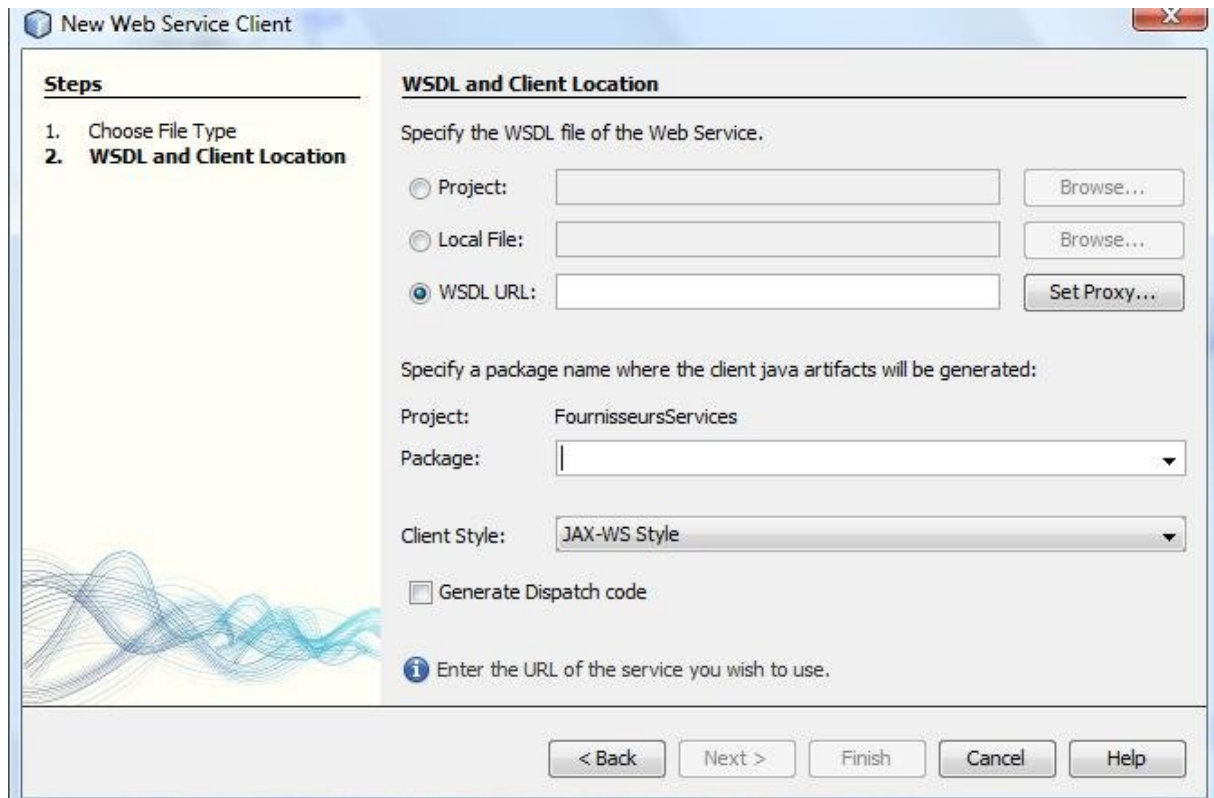 New Web Service Client
Steps
1. Choose File Type
2. WSDL and Client Location
WSDL and Client Location
Specify the WSDL file of the Web Service.
Project: Browse...
Local File: Browse...
WSDL URL: Set Proxy...
Specify a package name where the client java artifacts will be generated:
Project: FournisseursServices
Package:
Client Style: JAX-WS Style
Generate Dispatch code
Enter the URL of the service you wish to use.
< Back Next > Finish Cancel Help